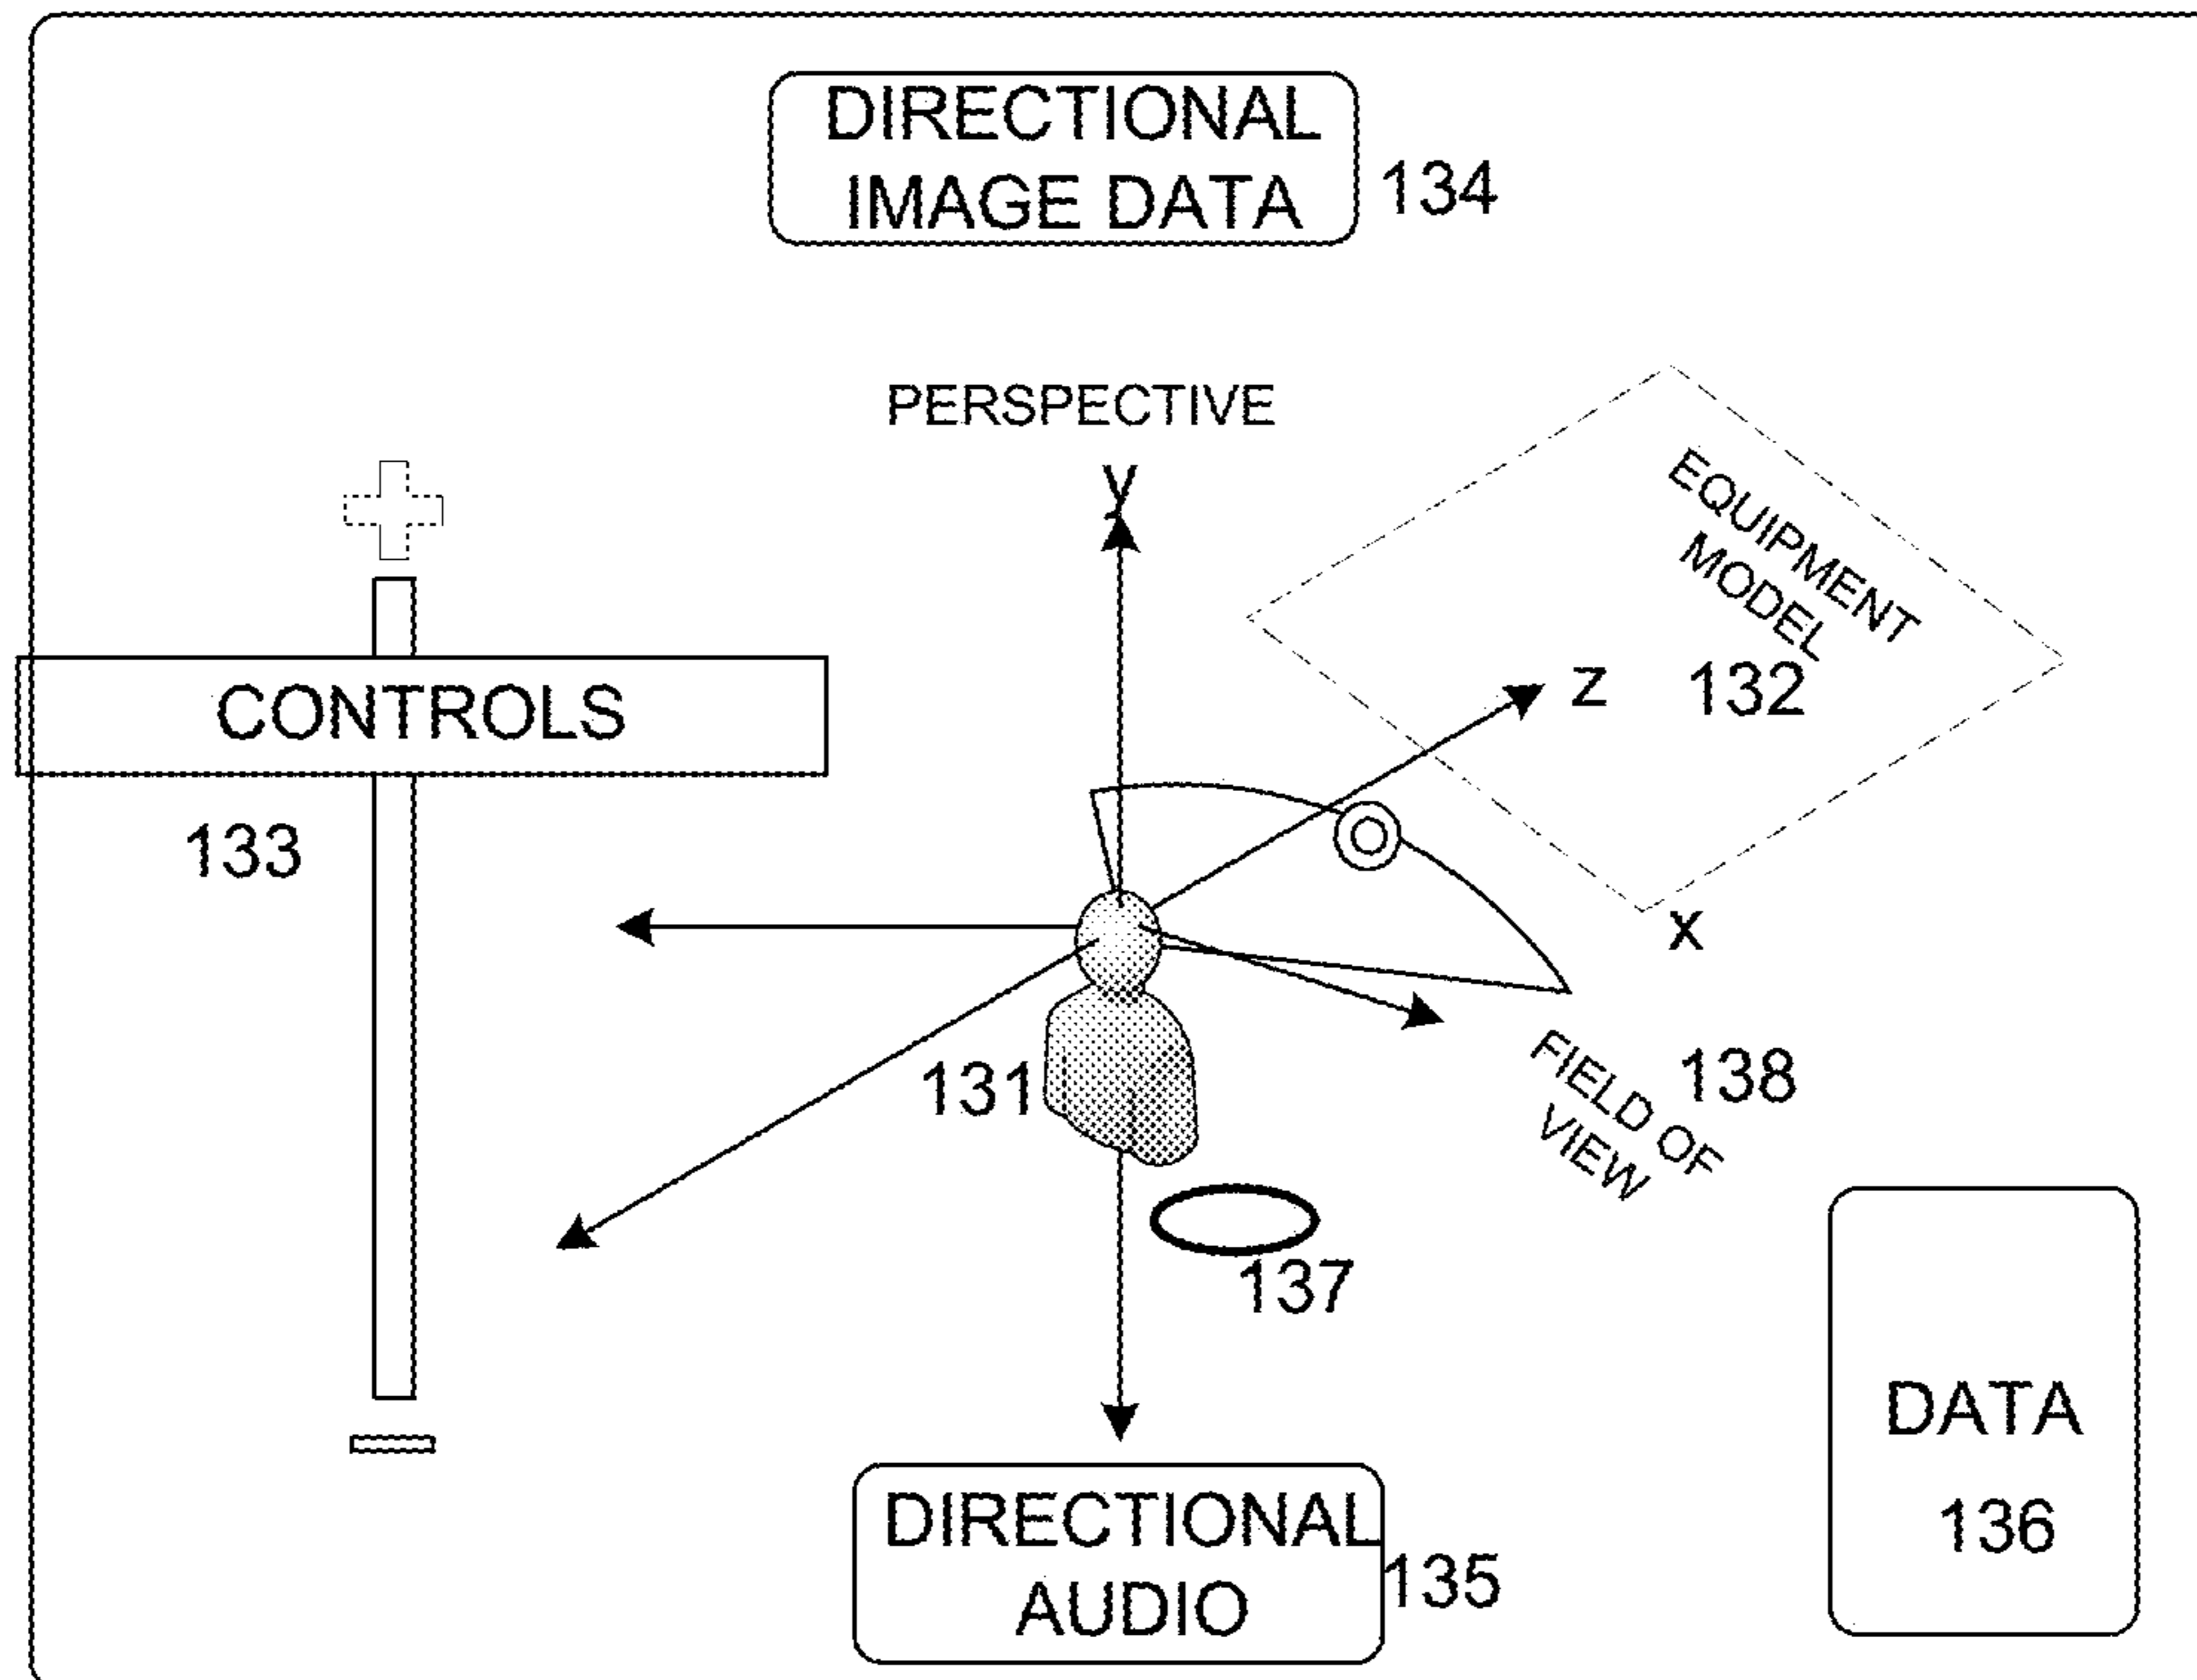 DIRECTIONAL
IMAGE DATA
134
PERSPECTIVE
y
EQUIPMENT
MODEL
132
z
CONTROLS
133
x
131
138
FIELD OF
VIEW
137
DATA
136
DIRECTIONAL
AUDIO
135